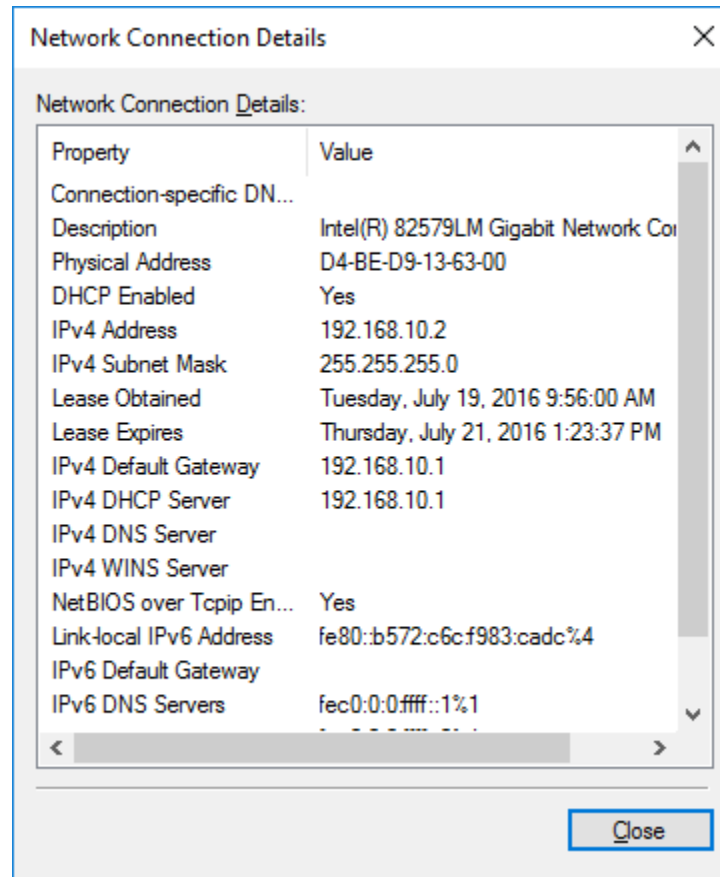 Network Connection Details
Network Connection Details:
Property Value
Connection-specific DN...
Description Intel(R) 82579LM Gigabit Network Cor
Physical Address D4-BE-D9-13-63-00
DHCP Enabled Yes
IPv4 Address 192.168.10.2
IPv4 Subnet Mask 255.255.255.0
Lease Obtained Tuesday, July 19, 2016 9:56:00 AM
Lease Expires Thursday, July 21, 2016 1:23:37 PM
IPv4 Default Gateway 192.168.10.1
IPv4 DHCP Server 192.168.10.1
IPv4 DNS Server
IPv4 WINS Server
NetBIOS over Tcpip En... Yes
Link-local IPv6 Address fe80::b572:c6c:f983:cadc%4
IPv6 Default Gateway
IPv6 DNS Servers fec0:0:0:ffff::1%1
Close